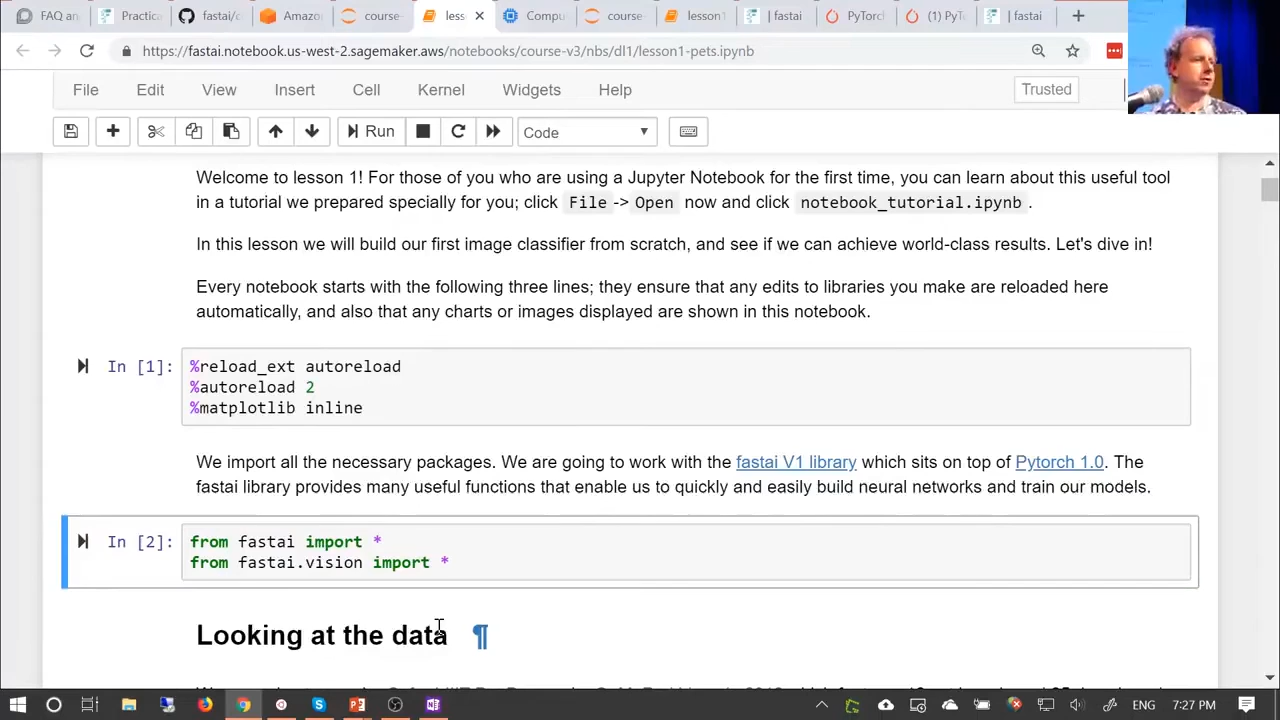 FAQ an
Practica
fastai/c
Amazo
course-
less
Compu
course-
lesson1
| fastai
PyTorch
(1) PyT
| fastai
https://fastai.notebook.us-west-2.sagemaker.aws/notebooks/course-v3/nbs/dl1/lesson1-pets.ipynb
File Edit View Insert Cell Kernel Widgets Help Trusted
Run Code
Welcome to lesson 1! For those of you who are using a Jupyter Notebook for the first time, you can learn about this useful tool
in a tutorial we prepared specially for you; click File -> Open now and click notebook_tutorial.ipynb .
In this lesson we will build our first image classifier from scratch, and see if we can achieve world-class results. Let's dive in!
Every notebook starts with the following three lines; they ensure that any edits to libraries you make are reloaded here
automatically, and also that any charts or images displayed are shown in this notebook.
In [1]: %reload_ext autoreload
%autoreload 2
%matplotlib inline
We import all the necessary packages. We are going to work with the fastai V1 library which sits on top of Pytorch 1.0. The
fastai library provides many useful functions that enable us to quickly and easily build neural networks and train our models.
In [2]: from fastai import *
from fastai.vision import *
Looking at the data ¶
7:27 PM